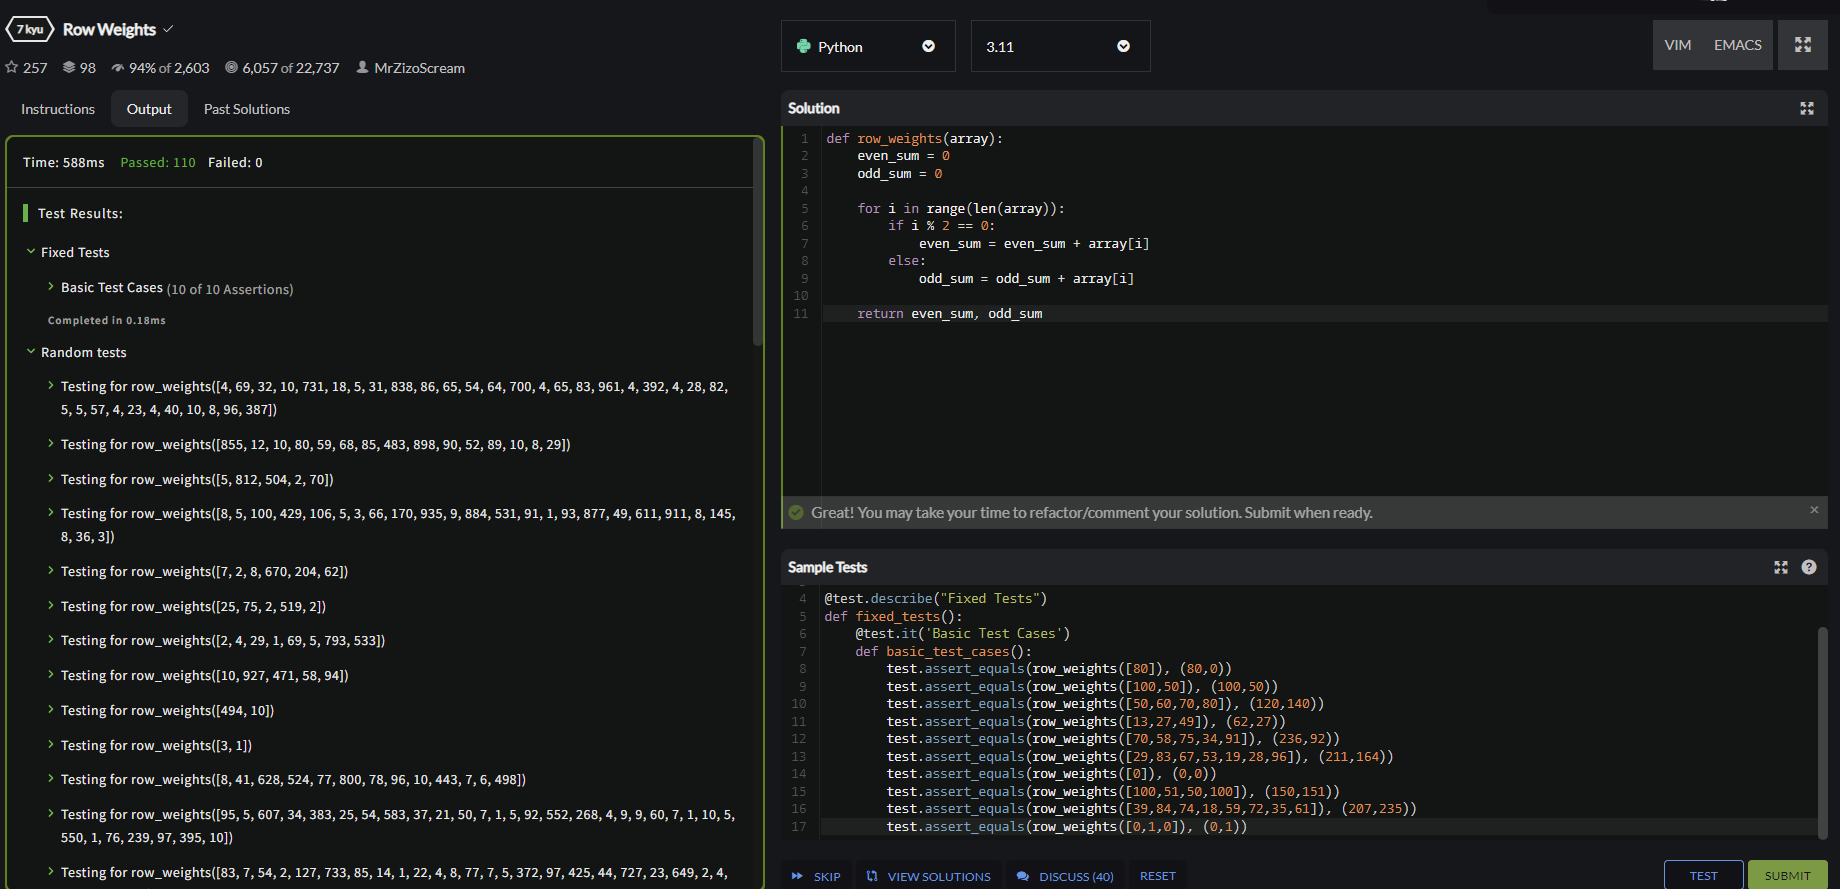 7 kyu Row Weights
257 98 94% of 2,603 6,057 of 22,737 MrZizoScream
Instructions Output Past Solutions
Time: 588ms Passed: 110 Failed: 0
Test Results:
Fixed Tests
Basic Test Cases (10 of 10 Assertions)
Completed in 0.18ms
Random tests
Testing for row_weights([4, 69, 32, 10, 731, 18, 5, 31, 838, 86, 65, 54, 64, 700, 4, 65, 83, 961, 4, 392, 4, 28, 82,
5, 5, 57, 4, 23, 4, 40, 10, 8, 96, 387])
Testing for row_weights([855, 12, 10, 80, 59, 68, 85, 483, 898, 90, 52, 89, 10, 8, 29])
Testing for row_weights([5, 812, 504, 2, 70])
Testing for row_weights([8, 5, 100, 429, 106, 5, 3, 66, 170, 935, 9, 884, 531, 91, 1, 93, 877, 49, 611, 911, 8, 145,
8, 36, 3])
Testing for row_weights([7, 2, 8, 670, 204, 62])
Testing for row_weights([25, 75, 2, 519, 2])
Testing for row_weights([2, 4, 29, 1, 69, 5, 793, 533])
Testing for row_weights([10, 927, 471, 58, 94])
Testing for row_weights([494, 10])
Testing for row_weights([3, 1])
Testing for row_weights([8, 41, 628, 524, 77, 800, 78, 96, 10, 443, 7, 6, 498])
Testing for row_weights([95, 5, 607, 34, 383, 25, 54, 583, 37, 21, 50, 7, 1, 5, 92, 552, 268, 4, 9, 9, 60, 7, 1, 10, 5,
550, 1, 76, 239, 97, 395, 10])
Testing for row_weights([83, 7, 54, 2, 127, 733, 85, 14, 1, 22, 4, 8, 77, 7, 5, 372, 97, 425, 44, 727, 23, 649, 2, 4,
Python 3.11 VIM EMACS
Solution
1 def row_weights(array):
2 even_sum = 0
3 odd_sum = 0
4
5 for i in range(len(array)):
6 if i % 2 == 0:
7 even_sum = even_sum + array[i]
8 else:
9 odd_sum = odd_sum + array[i]
10
11 return even_sum, odd_sum
Great! You may take your time to refactor/comment your solution. Submit when ready.
Sample Tests
4 @test.describe("Fixed Tests")
5 def fixed_tests():
6 @test.it('Basic Test Cases')
7 def basic_test_cases():
8 test.assert_equals(row_weights([80]), (80,0))
9 test.assert_equals(row_weights([100,50]), (100,50))
10 test.assert_equals(row_weights([50,60,70,80]), (120,140))
11 test.assert_equals(row_weights([13,27,49]), (62,27))
12 test.assert_equals(row_weights([70,58,75,34,91]), (236,92))
13 test.assert_equals(row_weights([29,83,67,53,19,28,96]), (211,164))
14 test.assert_equals(row_weights([0]), (0,0))
15 test.assert_equals(row_weights([100,51,50,100]), (150,151))
16 test.assert_equals(row_weights([39,84,74,18,59,72,35,61]), (207,235))
17 test.assert_equals(row_weights([0,1,0]), (0,1))
SKIP VIEW SOLUTIONS DISCUSS (40) RESET TEST SUBMIT